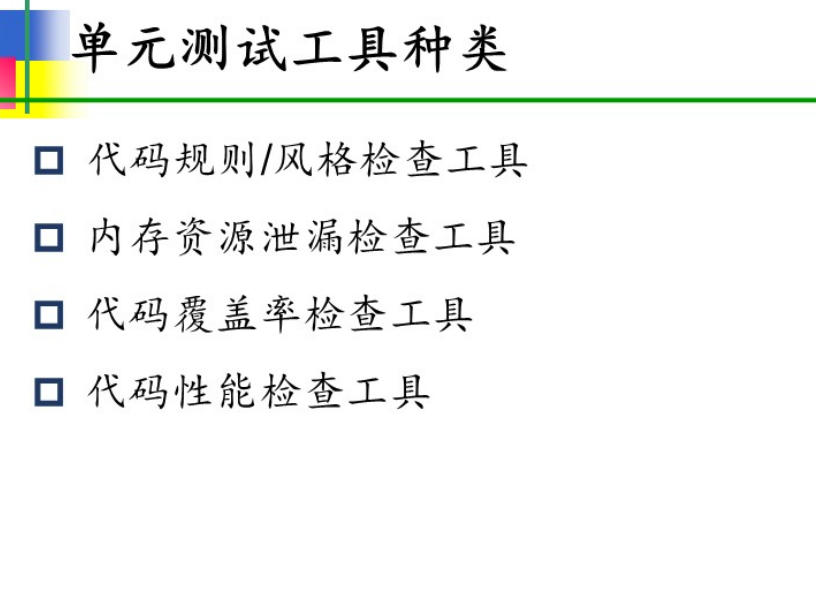 单元测试工具种类
代码规则/风格检查工具
内存资源泄漏检查工具
代码覆盖率检查工具
代码性能检查工具